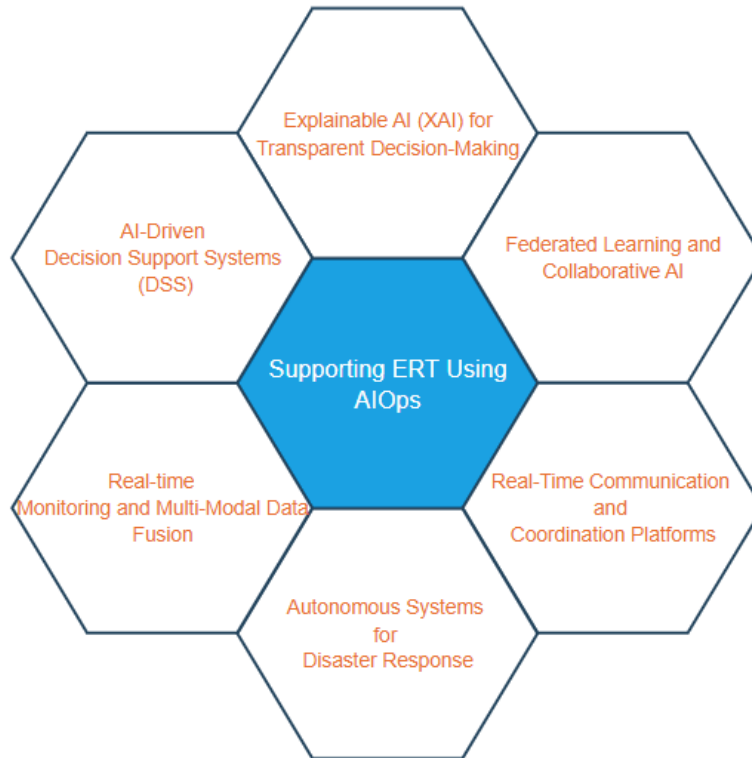 Explainable AI (XAI) for
Transparent Decision-Making
AI-Driven
Decision Support Systems
(DSS)
Federated Learning and
Collaborative AI
Supporting ERT Using
AIOps
Real-time
Monitoring and Multi-Modal Data
Fusion
Real-Time Communication
and
Coordination Platforms
Autonomous Systems
for
Disaster Response